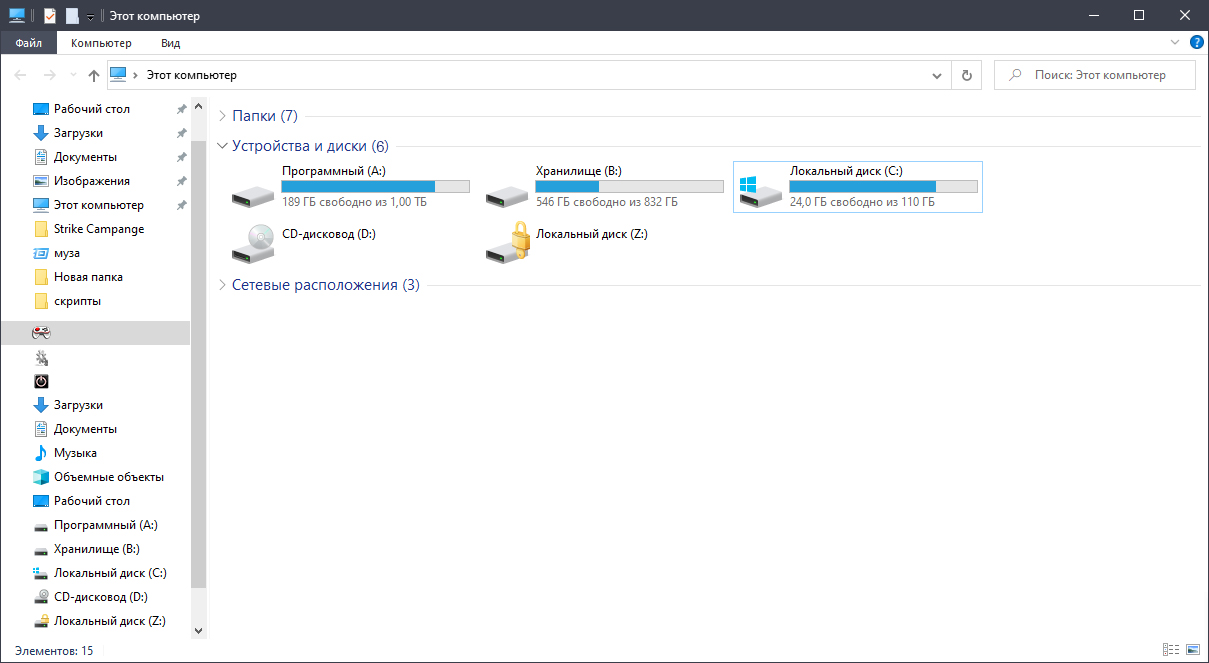 Этот компьютер
Файл Компьютер Вид
?
Этот компьютер
Поиск: Этот компьютер
Рабочий стол
Загрузки
Документы
Изображения
Этот компьютер
Strike Campange
муза
Новая папка
скрипты
Загрузки
Документы
Музыка
Объемные объекты
Рабочий стол
Программный (A:)
Хранилище (B:)
Локальный диск (C:)
CD-дисковод (D:)
Локальный диск (Z:)
Папки (7)
Устройства и диски (6)
Программный (A:)
189 ГБ свободно из 1,00 ТБ
Хранилище (B:)
546 ГБ свободно из 832 ГБ
Локальный диск (C:)
24,0 ГБ свободно из 110 ГБ
CD-дисковод (D:)
Локальный диск (Z:)
Сетевые расположения (3)
Элементов: 15